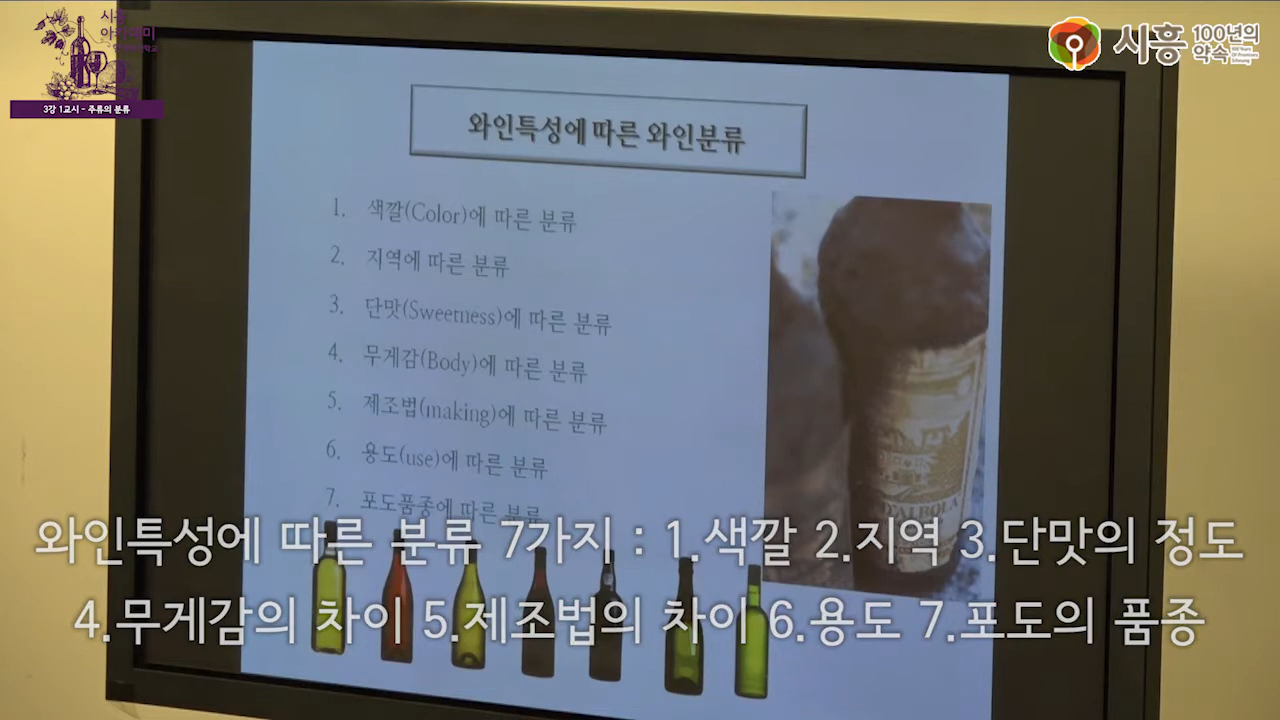 시흥
아카데미
3강 1교시 - 주류의 분류
시흥 100년의 약속
와인특성에 따른 와인분류
1. 색깔(Color)에 따른 분류
2. 지역에 따른 분류
3. 단맛(Sweetness)에 따른 분류
4. 무게감(Body)에 따른 분류
5. 제조법(making)에 따른 분류
6. 용도(use)에 따른 분류
7. 포도품종에 따른 분류
D'ALBOLA
와인특성에 따른 분류 7가지 : 1.색깔 2.지역 3.단맛의 정도
4.무게감의 차이 5.제조법의 차이 6.용도 7.포도의 품종